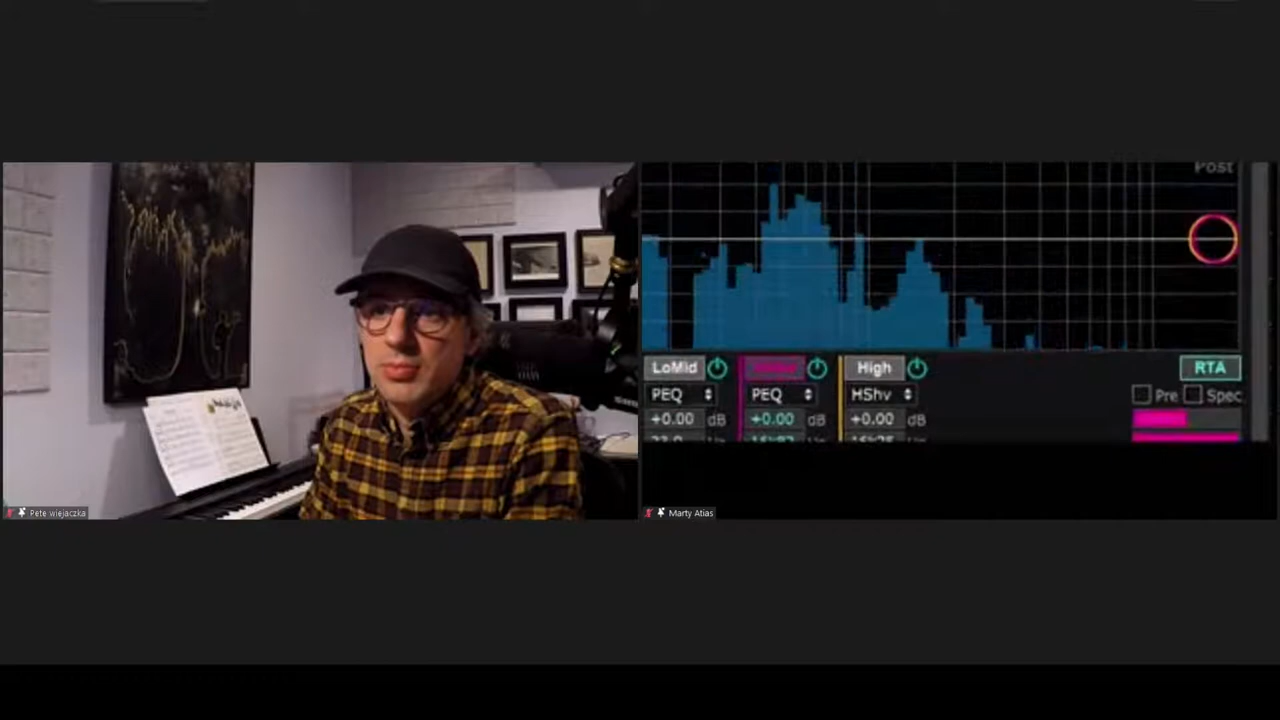 Post
LoMid
High
RTA
PEQ
PEQ
HShv
Pre
Spec
+0.00 dB
+0.00 dB
+0.00 dB
Pete wiejaczka
Marty Atias